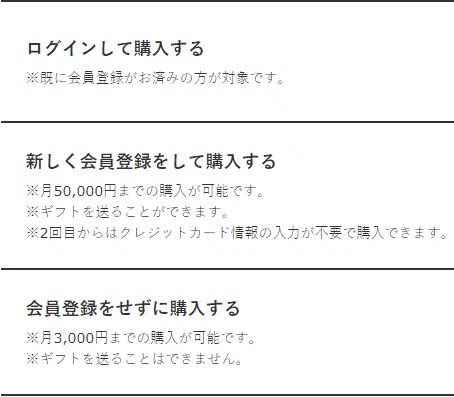 ログインして購入する
※既に会員登録がお済みの方が対象です。
新しく会員登録をして購入する
※月50,000円までの購入が可能です。
※ギフトを送ることができます。
※2回目からはクレジットカード情報の入力が不要で購入できます。
会員登録をせずに購入する
※月3,000円までの購入が可能です。
※ギフトを送ることはできません。